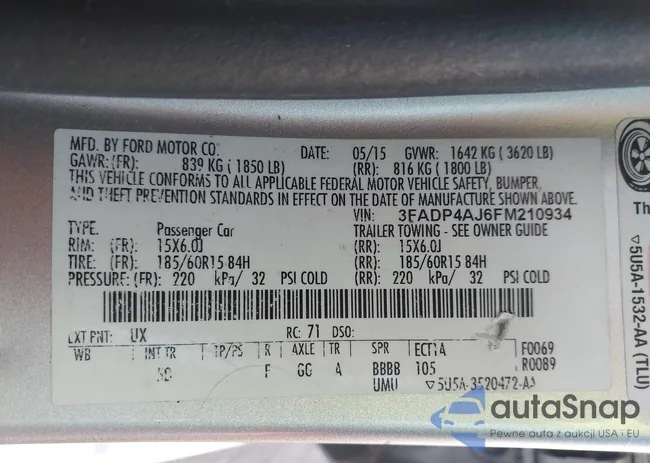 MFD. BY FORD MOTOR CO. DATE: 05/15 GVWR: 1642 KG ( 3620 LB)
GAWR: (FR): 839 KG ( 1850 LB) (RR): 816 KG ( 1800 LB)
THIS VEHICLE CONFORMS TO ALL APPLICABLE FEDERAL MOTOR VEHICLE SAFETY, BUMPER,
AND THEFT PREVENTION STANDARDS IN EFFECT ON THE DATE OF MANUFACTURE SHOWN ABOVE.
VIN: 3FADP4AJ6FM210934
TYPE: Passenger Car TRAILER TOWING - SEE OWNER GUIDE
RIM: (FR): 15X6.0J (RR): 15X6.0J
TIRE: (FR): 185/60R15 84H (RR): 185/60R15 84H
PRESSURE: (FR): 220 kPa/ 32 PSI COLD (RR): 220 kPa/ 32 PSI COLD
EXT PNT: UX RC: 71 DSO:
WB INT TR TP/PS R AXLE TR SPR ECT1A F0069
F GG 4 BBBB 105 R0089
UMU ▽5U5A-3520472-AA
Th
▽5U5A-1532-AA (TLU)
autoSnap
Pewne auta z aukcji USA i EU